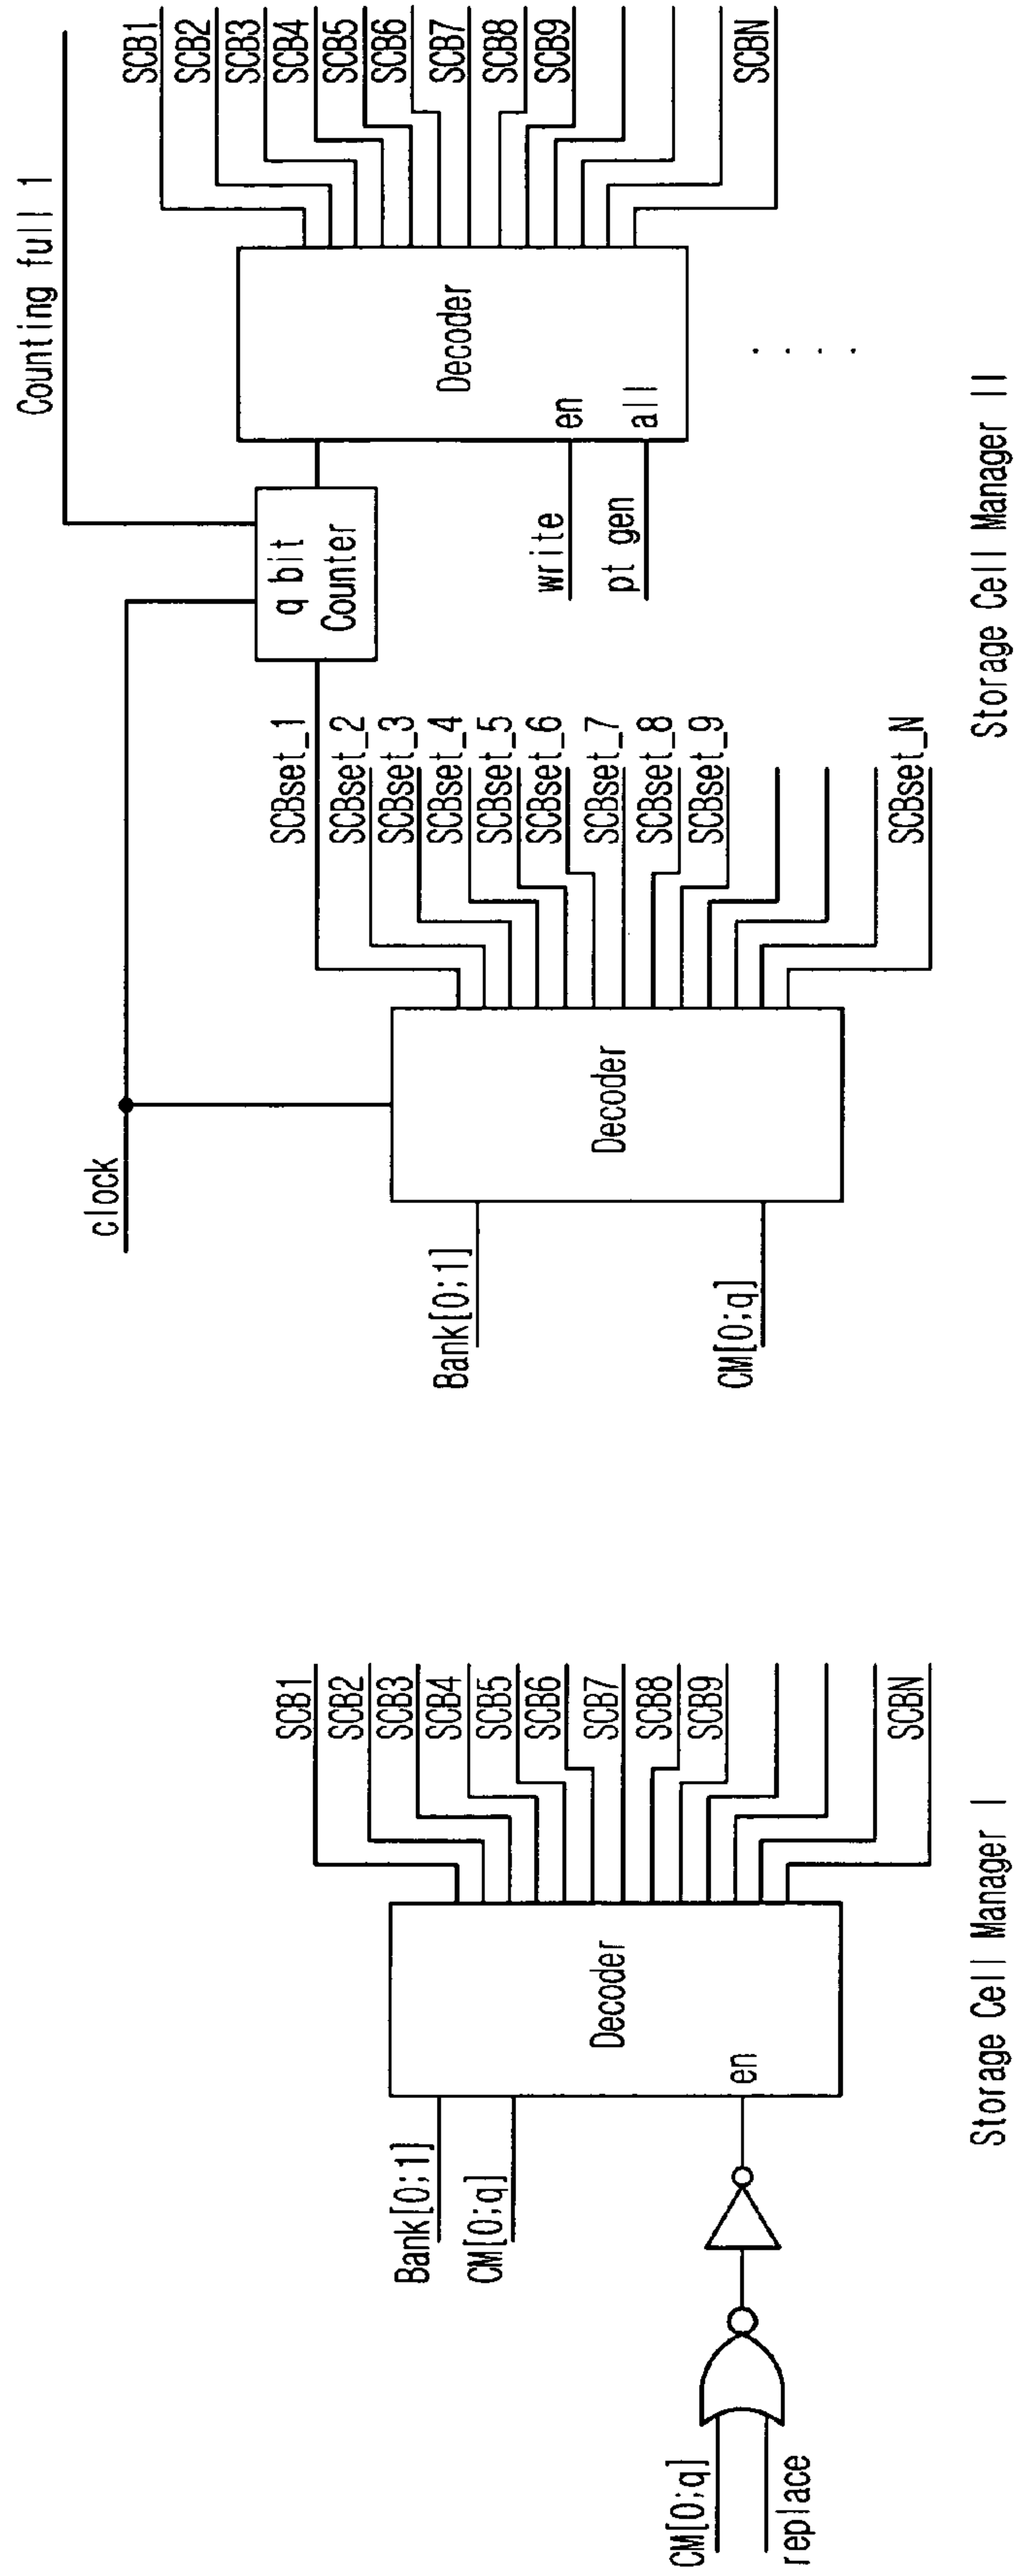 CM[0;q]
replace
Bank[0;1]
CM[0;q]
en
Decoder
SCB1
SCB2
SCB3
SCB4
SCB5
SCB6
SCB7
SCB8
SCB9
SCBN
Storage Cell Manager I
clock
Bank[0;1]
CM[0;q]
Decoder
SCBset_1
SCBset_2
SCBset_3
SCBset_4
SCBset_5
SCBset_6
SCBset_7
SCBset_8
SCBset_9
SCBset_N
q bit
Counter
Counting full 1
write
pt gen
en
all
Decoder
SCB1
SCB2
SCB3
SCB4
SCB5
SCB6
SCB7
SCB8
SCB9
SCBN
. . . .
Storage Cell Manager II